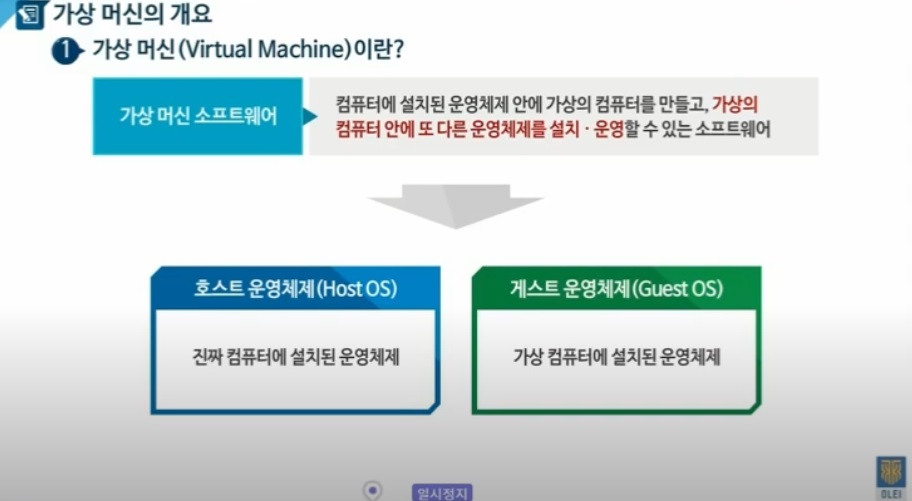 가상 머신의 개요
1 가상 머신(Virtual Machine)이란?
가상 머신 소프트웨어
컴퓨터에 설치된 운영체제 안에 가상의 컴퓨터를 만들고, 가상의
컴퓨터 안에 또 다른 운영체제를 설치 · 운영할 수 있는 소프트웨어
호스트 운영체제(Host OS)
진짜 컴퓨터에 설치된 운영체제
게스트 운영체제(Guest OS)
가상 컴퓨터에 설치된 운영체제
일시정지